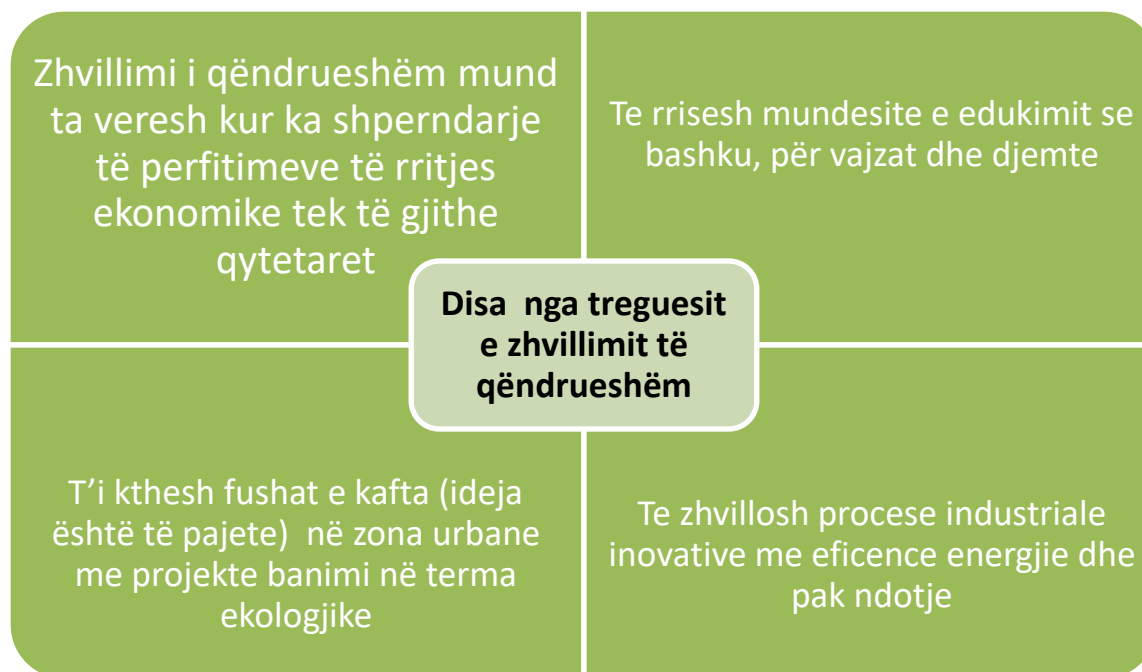 Zhvillimi i qëndrueshëm mund
ta veresh kur ka shperndarje
të perfitimeve të rritjes
ekonomike tek të gjithe
qytetaret
Te rrisesh mundesite e edukimit se
bashku, për vajzat dhe djemte
Disa nga treguesit
e zhvillimit të
qëndrueshëm
T’i kthesh fushat e kafta (ideja
është të pajete) në zona urbane
me projekte banimi në terma
ekologjike
Te zhvillosh procese industriale
inovative me eficence energjie dhe
pak ndotje